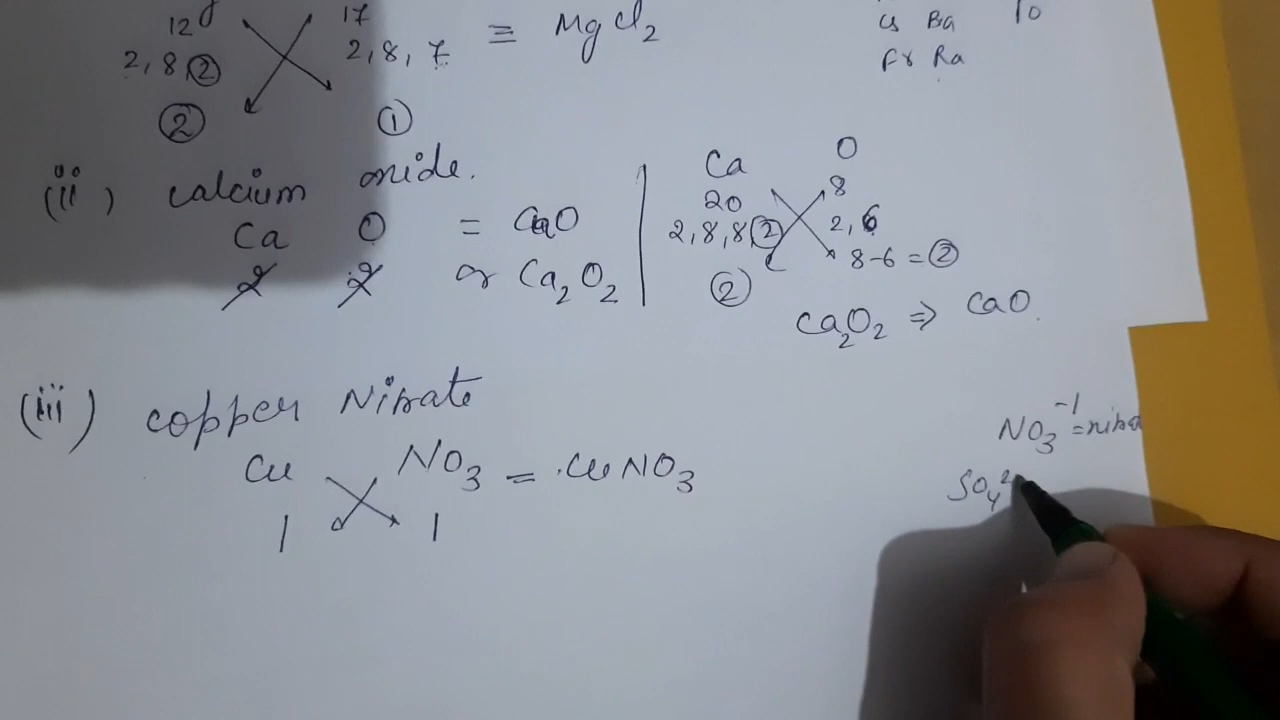 12 17
2, 8, 2 2, 8, 7 ≡ MgCl2
2 1
Cs Ba
Fr Ra
10
(ii) calcium oxide.
Ca O = CaO
2 2 or Ca2O2
Ca O
20 8
2, 8, 8 2 2, 6
8-6 = 2
2
Ca2O2 ⇒ CaO.
(iii) copper Nitrate
Cu NO3 = CuNO3
1 1
NO3^-1 =
SO4^2